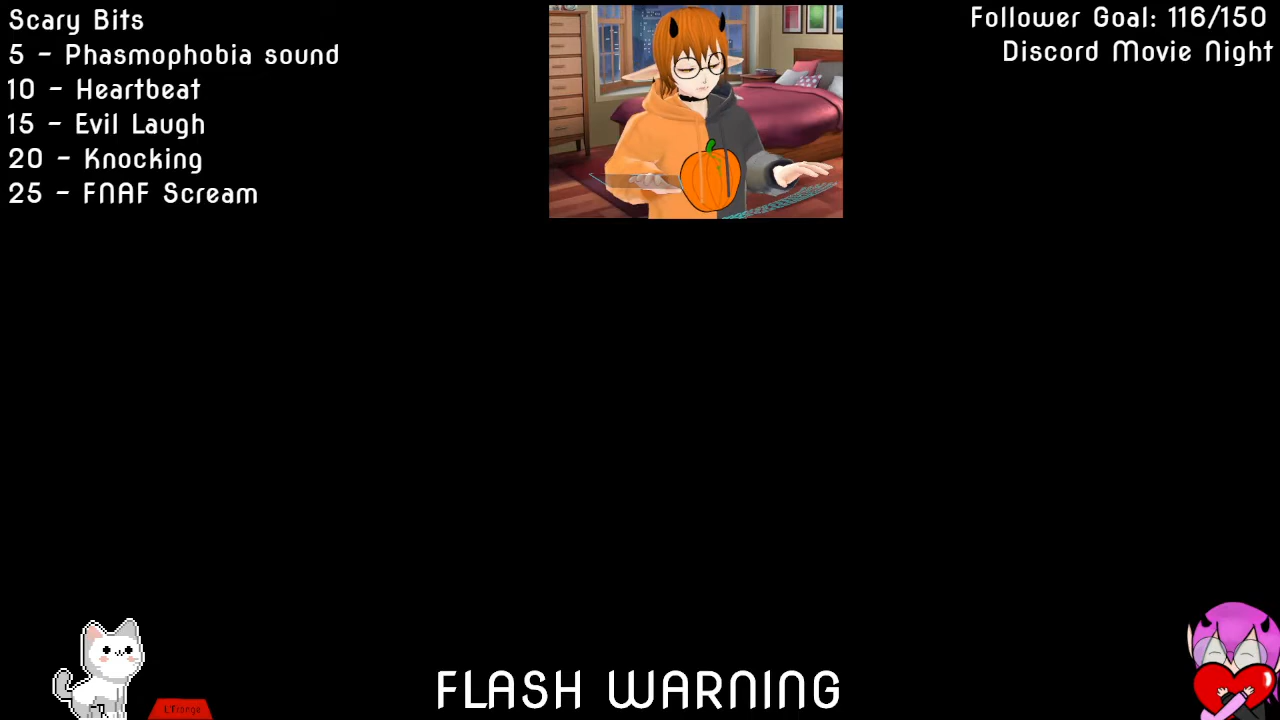 Scary Bits
5 - Phasmophobia sound
10 - Heartbeat
15 - Evil Laugh
20 - Knocking
25 - FNAF Scream
Follower Goal: 116/150
Discord Movie Night
FLASH WARNING